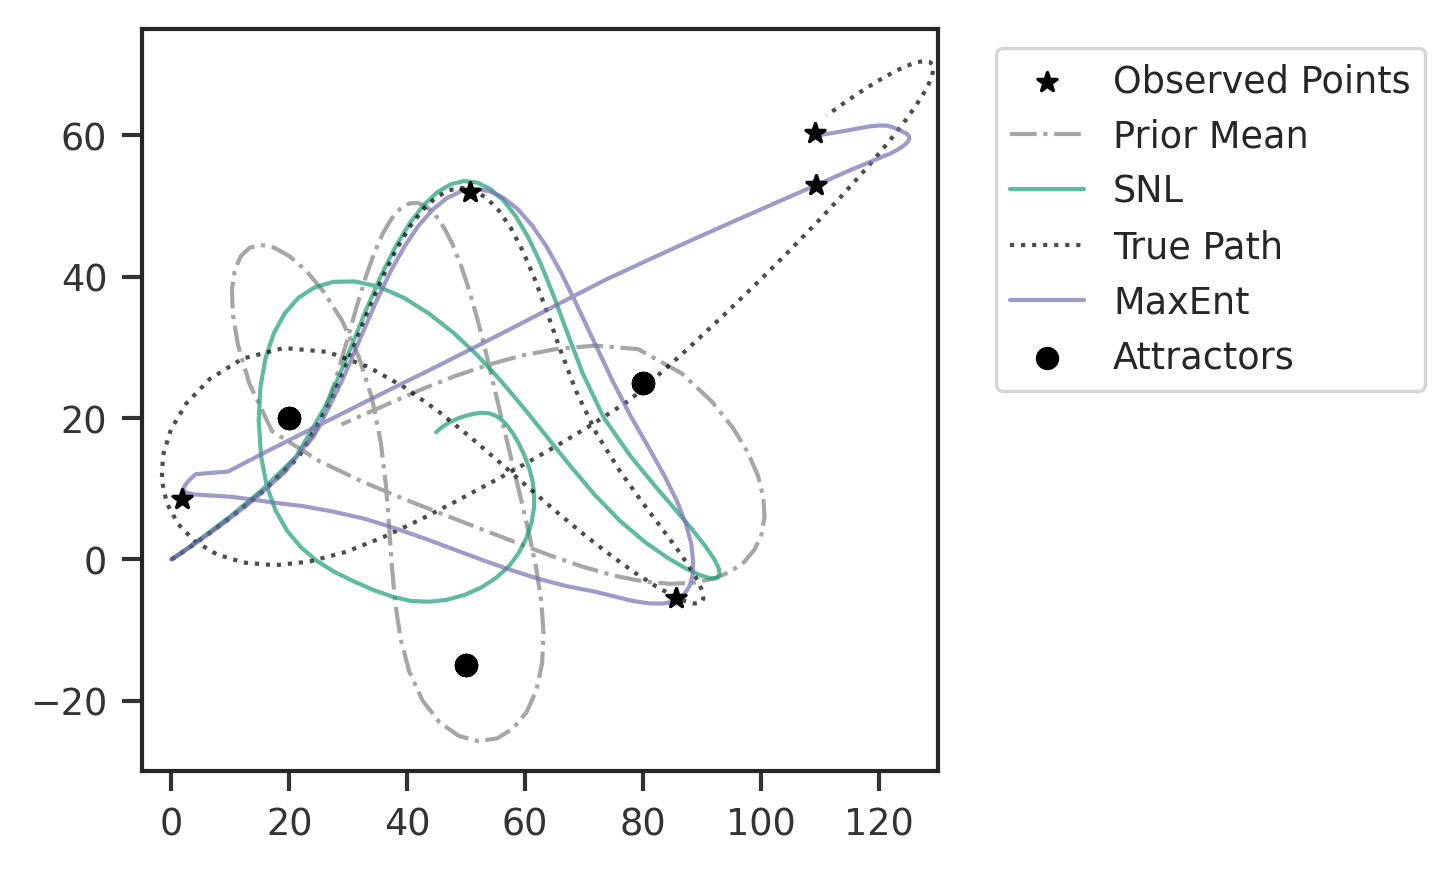 60
40
20
0
−20
0 20 40 60 80 100 120
Observed Points
Prior Mean
SNL
True Path
MaxEnt
Attractors